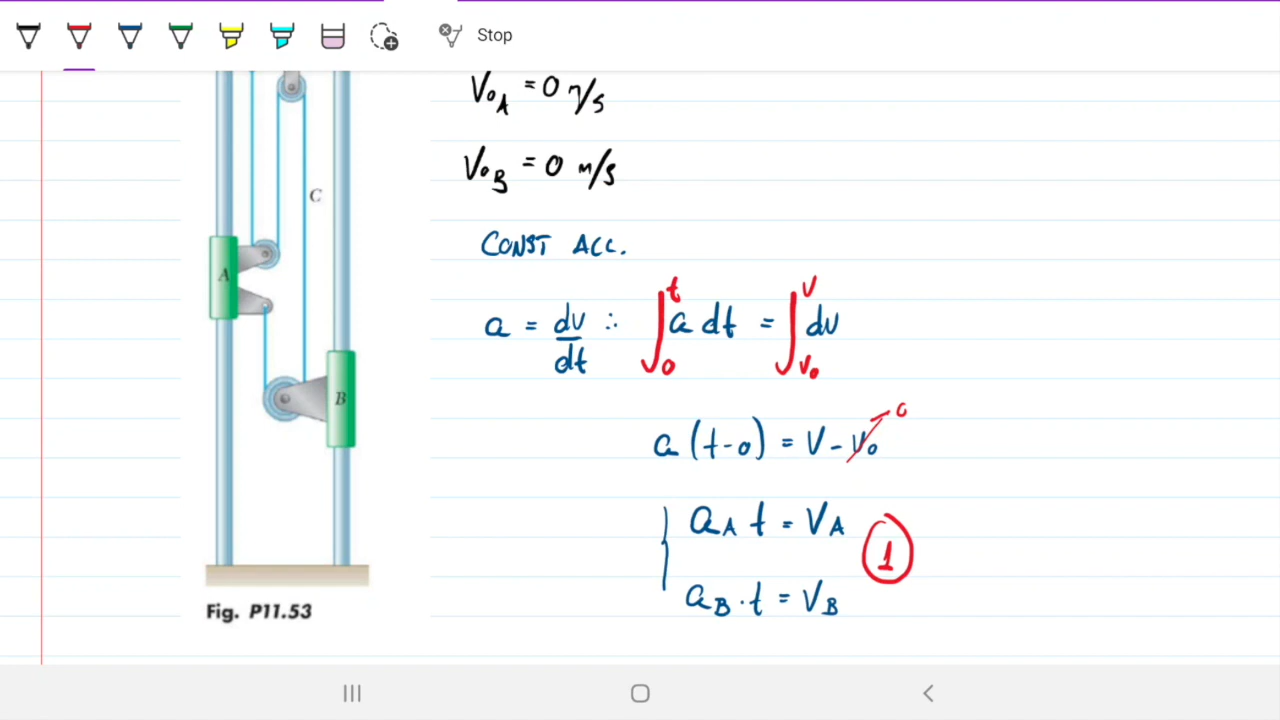 Stop
V₀A = 0 m/s
V₀B = 0 m/s
C
CONST ACC.
A
a = dv/dt ∴ ∫₀ᵗ a dt = ∫ᵥ₀ᵛ dv
B
a (t-0) = V - V₀ → 0
aA t = VA
1
aB · t = VB
Fig. P11.53